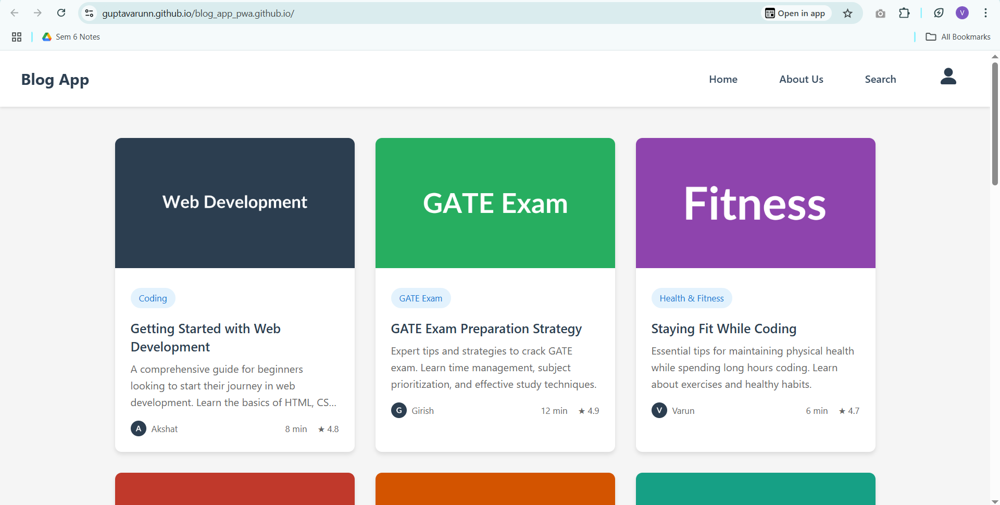 guptavarunn.github.io/blog_app_pwa.github.io/
Open in app
V
Sem 6 Notes
All Bookmarks
Blog App
Home
About Us
Search
Web Development
GATE Exam
Fitness
Coding
Getting Started with Web
Development
A comprehensive guide for beginners
looking to start their journey in web
development. Learn the basics of HTML, CS...
A Akshat 8 min ★ 4.8
GATE Exam
GATE Exam Preparation Strategy
Expert tips and strategies to crack GATE
exam. Learn time management, subject
prioritization, and effective study techniques.
G Girish 12 min ★ 4.9
Health & Fitness
Staying Fit While Coding
Essential tips for maintaining physical health
while spending long hours coding. Learn
about exercises and healthy habits.
V Varun 6 min ★ 4.7